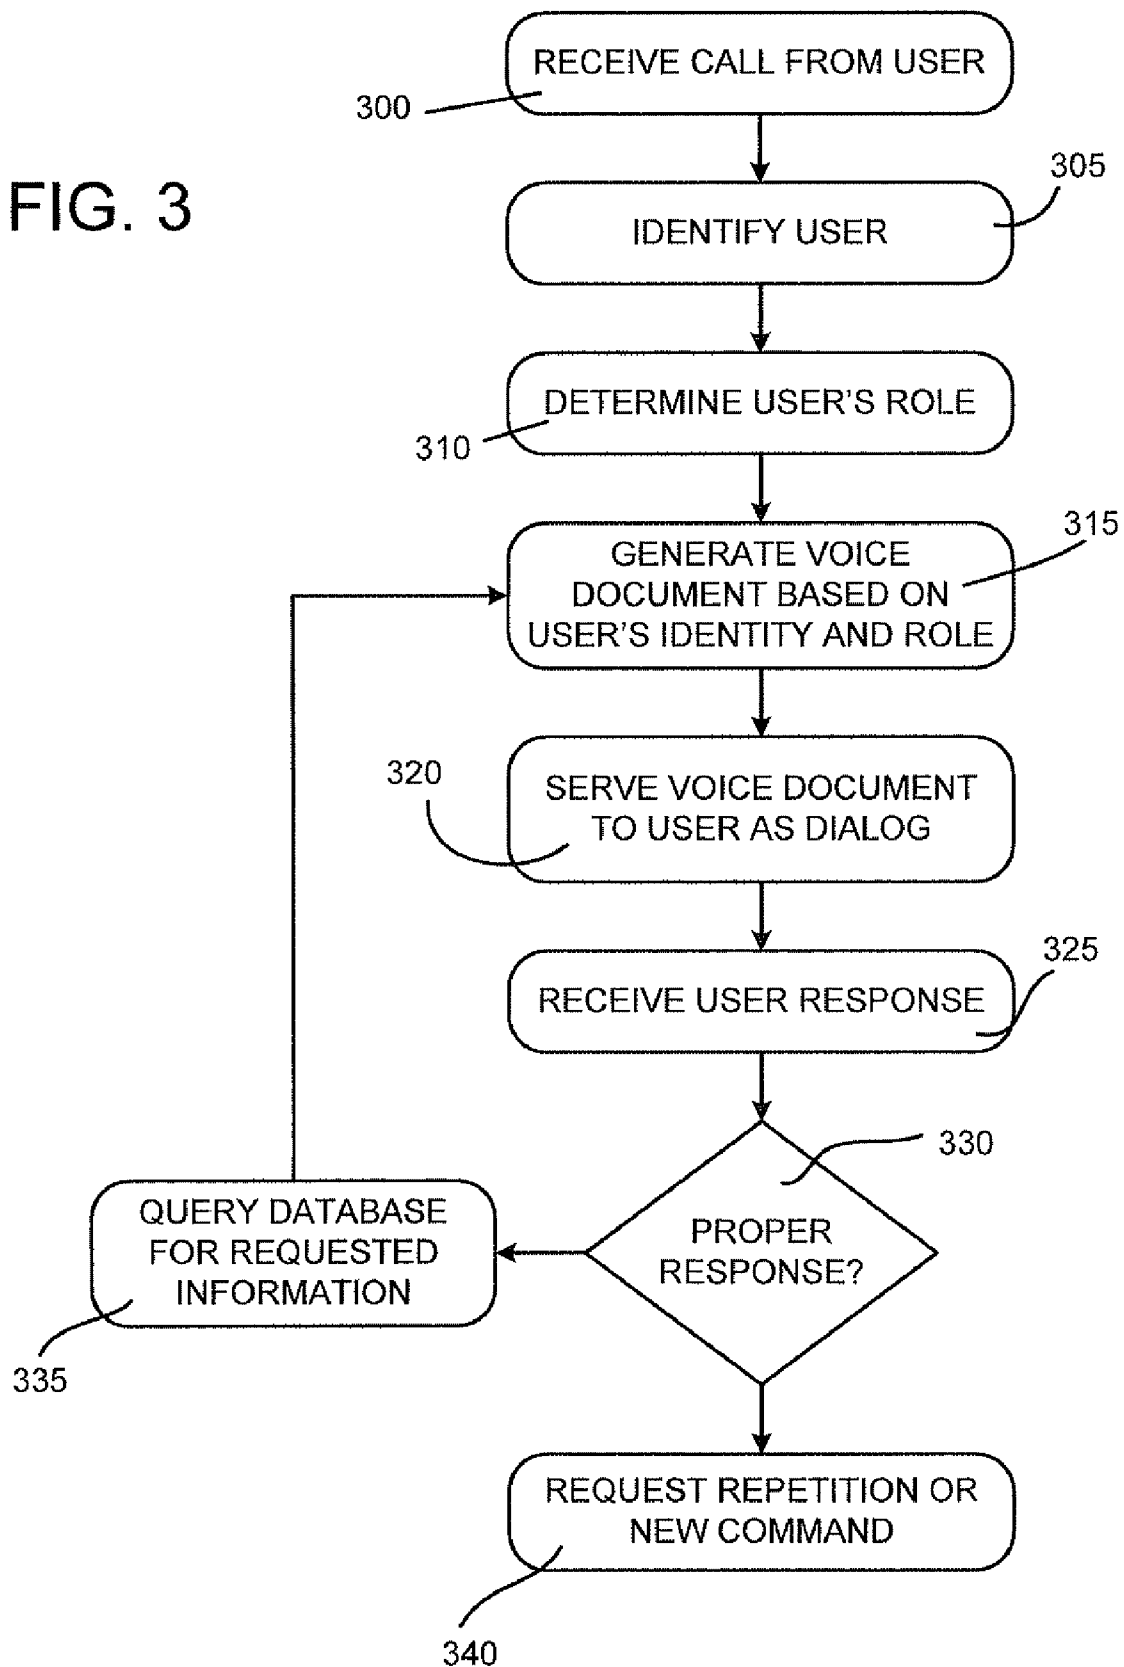 RECEIVE CALL FROM USER
300
FIG. 3
305
IDENTIFY USER
DETERMINE USER'S ROLE
310
315
GENERATE VOICE
DOCUMENT BASED ON
USER'S IDENTITY AND ROLE
320
SERVE VOICE DOCUMENT
TO USER AS DIALOG
325
RECEIVE USER RESPONSE
330
PROPER
RESPONSE?
QUERY DATABASE
FOR REQUESTED
INFORMATION
335
REQUEST REPETITION OR
NEW COMMAND
340